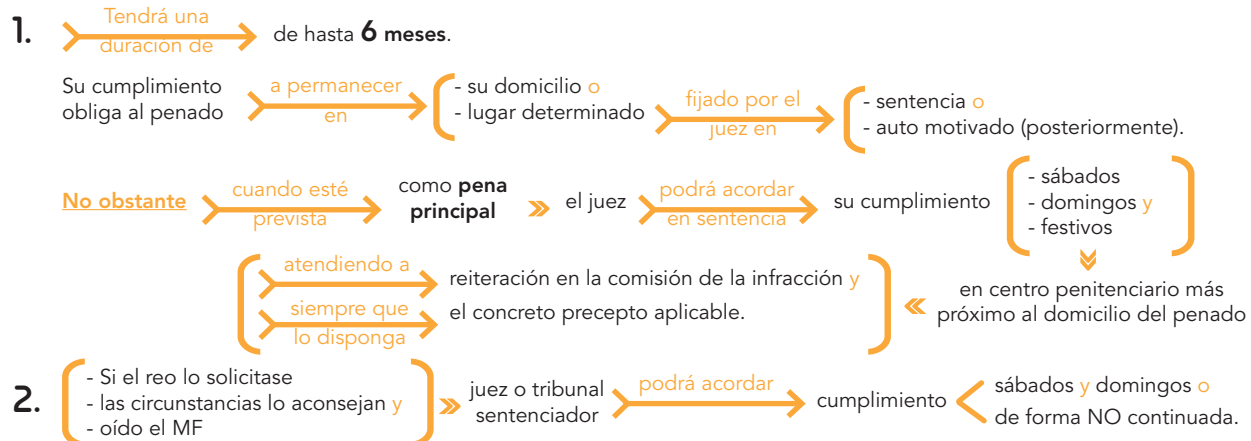 1. Tendrá una duración de de hasta 6 meses.
Su cumplimiento obliga al penado
a permanecer en
- su domicilio o
- lugar determinado
fijado por el juez en
- sentencia o
- auto motivado (posteriormente).
No obstante
cuando esté prevista
como pena principal
el juez
podrá acordar en sentencia
su cumplimiento
- sábados
- domingos y
- festivos
en centro penitenciario más
próximo al domicilio del penado
atendiendo a
reiteración en la comisión de la infracción y
siempre que lo disponga
el concreto precepto aplicable.
2.
- Si el reo lo solicitase
- las circunstancias lo aconsejan y
- oído el MF
juez o tribunal
sentenciador
podrá acordar
cumplimiento
sábados y domingos o
de forma NO continuada.